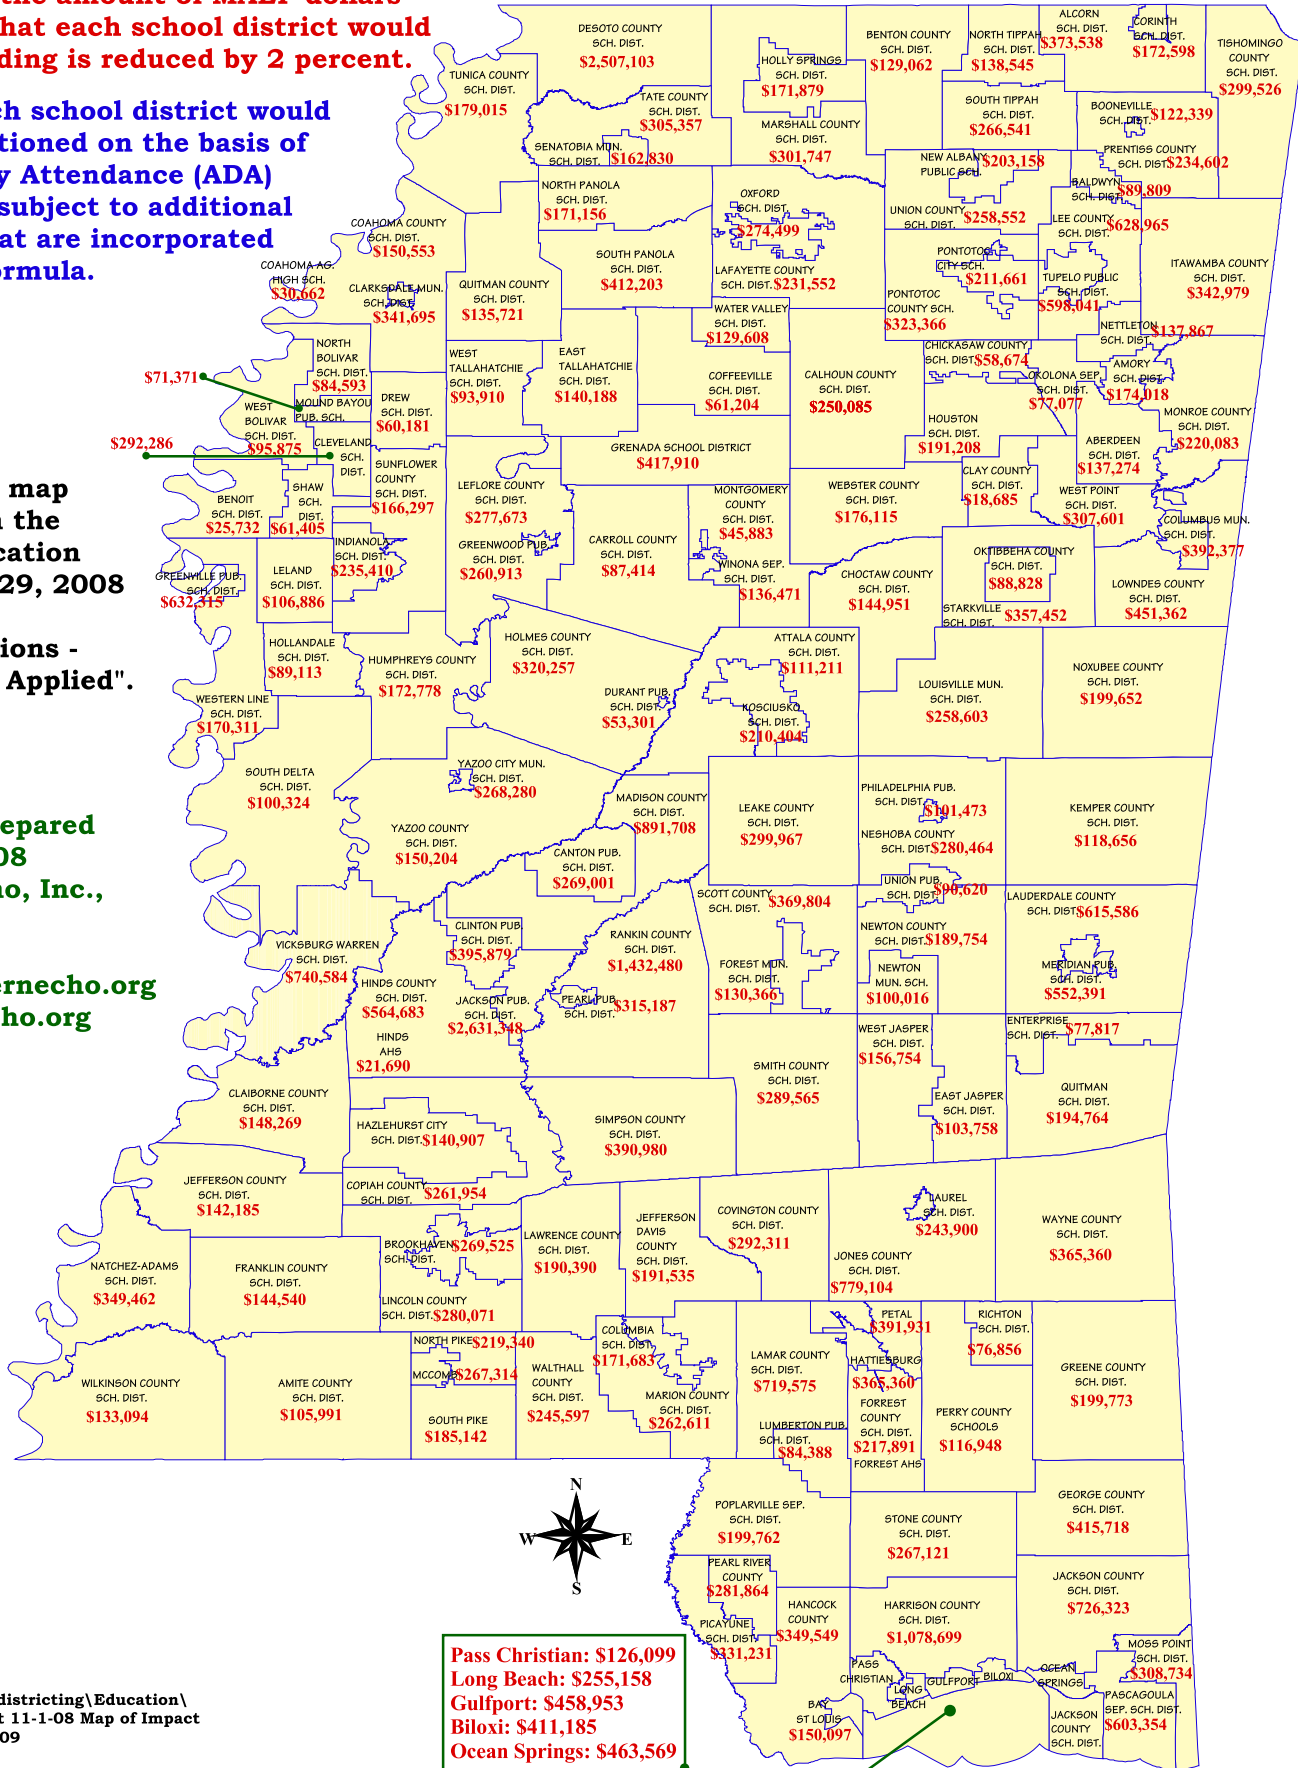 the amount of MAEP dollars
hat each school district would
ding is reduced by 2 percent.
ch school district would
tioned on the basis of
y Attendance (ADA)
subject to additional
at are incorporated
ormula.
map
n the
cation
29, 2008
ions -
Applied".
epared
08
ho, Inc.,
ernecho.org
ho.org
DESOTO COUNTY
SCH. DIST.
$2,507,103
TUNICA COUNTY
SCH. DIST.
$179,015
TATE COUNTY
SCH. DIST.
$305,357
SENATOBIA MUN.
SCH. DIST.
$162,830
HOLLY SPRINGS
SCH. DIST.
$171,879
MARSHALL COUNTY
SCH. DIST.
$301,747
BENTON COUNTY
SCH. DIST.
$129,062
NORTH TIPPAH
SCH. DIST.
$138,545
ALCORN
SCH. DIST.
$373,538
CORINTH
SCH. DIST.
$172,598
TISHOMINGO
COUNTY
SCH. DIST.
$299,526
SOUTH TIPPAH
SCH. DIST.
$266,541
BOONEVILLE
SCH. DIST.
$122,339
PRENTISS COUNTY
SCH. DIST.
$234,602
NEW ALBANY
PUBLIC SCH.
$203,158
BALDWYN
SCH. DIST.
$89,809
UNION COUNTY
SCH. DIST.
$258,552
LEE COUNTY
SCH. DIST.
$628,965
NORTH PANOLA
SCH. DIST.
$171,156
OXFORD
SCH. DIST.
$274,499
COAHOMA COUNTY
SCH. DIST.
$150,553
COAHOMA AG.
HIGH SCH.
$30,662
CLARKSDALE MUN.
SCH. DIST.
$341,695
QUITMAN COUNTY
SCH. DIST.
$135,721
SOUTH PANOLA
SCH. DIST.
$412,203
LAFAYETTE COUNTY
SCH. DIST.
$231,552
PONTOTOC
CITY SCH.
$211,661
TUPELO PUBLIC
SCH. DIST.
$598,041
ITAWAMBA COUNTY
SCH. DIST.
$342,979
PONTOTOC
COUNTY SCH.
$323,366
WATER VALLEY
SCH. DIST.
$129,608
NETTLETON
$137,867
NORTH
BOLIVAR
SCH. DIST.
$84,593
$71,371
MOUND BAYOU
PUB. SCH.
WEST
BOLIVAR
SCH. DIST.
$95,875
$292,286
CLEVELAND
SCH.
DIST.
DREW
SCH. DIST.
$60,181
WEST
TALLAHATCHIE
SCH. DIST.
$93,910
EAST
TALLAHATCHIE
SCH. DIST.
$140,188
COFFEEVILLE
SCH. DIST.
$61,204
CALHOUN COUNTY
SCH. DIST.
$250,085
CHICKASAW COUNTY
SCH. DIST.
$58,674
OKOLONA SEP.
SCH. DIST.
$77,077
AMORY
SCH. DIST.
$174,018
HOUSTON
SCH. DIST.
$191,208
MONROE COUNTY
SCH. DIST.
$220,083
ABERDEEN
SCH. DIST.
$137,274
GRENADA SCHOOL DISTRICT
$417,910
SUNFLOWER
COUNTY
SCH. DIST.
$166,297
BENOIT
SCH. DIST.
$25,732
SHAW
SCH.
DIST.
$61,405
LEFLORE COUNTY
SCH. DIST.
$277,673
MONTGOMERY
COUNTY
SCH. DIST.
$45,883
WEBSTER COUNTY
SCH. DIST.
$176,115
CLAY COUNTY
SCH. DIST.
$18,685
WEST POINT
SCH. DIST.
$307,601
COLUMBUS MUN.
SCH. DIST.
$392,377
INDIANOLA
SCH. DIST.
$235,410
GREENWOOD PUB.
SCH. DIST.
$260,913
CARROLL COUNTY
SCH. DIST.
$87,414
WINONA SEP.
SCH. DIST.
$136,471
OKTIBBEHA COUNTY
SCH. DIST.
$88,828
GREENVILLE PUB.
SCH. DIST.
$632,315
LELAND
SCH. DIST.
$106,886
CHOCTAW COUNTY
SCH. DIST.
$144,951
STARKVILLE
SCH. DIST.
$357,452
LOWNDES COUNTY
SCH. DIST.
$451,362
HOLLANDALE
SCH. DIST.
$89,113
HUMPHREYS COUNTY
SCH. DIST.
$172,778
HOLMES COUNTY
SCH. DIST.
$320,257
ATTALA COUNTY
SCH. DIST.
$111,211
NOXUBEE COUNTY
SCH. DIST.
$199,652
LOUISVILLE MUN.
SCH. DIST.
$258,603
WESTERN LINE
SCH. DIST.
$170,311
DURANT PUB.
SCH. DIST.
$53,301
KOSCIUSKO
SCH. DIST.
$210,404
SOUTH DELTA
SCH. DIST.
$100,324
YAZOO CITY MUN.
SCH. DIST.
$268,280
YAZOO COUNTY
SCH. DIST.
$150,204
MADISON COUNTY
SCH. DIST.
$891,708
CANTON PUB.
SCH. DIST.
$269,001
LEAKE COUNTY
SCH. DIST.
$299,967
PHILADELPHIA PUB.
SCH. DIST.
$101,473
NESHOBA COUNTY
SCH. DIST.
$280,464
KEMPER COUNTY
SCH. DIST.
$118,656
UNION PUB.
SCH. DIST.
$90,620
SCOTT COUNTY
SCH. DIST.
$369,804
LAUDERDALE COUNTY
SCH. DIST.
$615,586
CLINTON PUB.
SCH. DIST.
$395,879
RANKIN COUNTY
SCH. DIST.
$1,432,480
NEWTON COUNTY
SCH. DIST.
$189,754
VICKSBURG WARREN
SCH. DIST.
$740,584
FOREST MUN.
SCH. DIST.
$130,366
NEWTON
MUN. SCH.
$100,016
MERIDIAN PUB.
SCH. DIST.
$552,391
HINDS COUNTY
SCH. DIST.
$564,683
JACKSON PUB.
SCH. DIST.
$2,631,348
PEARL PUB.
SCH. DIST.
$315,187
HINDS
AHS
$21,690
WEST JASPER
SCH. DIST.
$156,754
ENTERPRISE
SCH. DIST.
$77,817
SMITH COUNTY
SCH. DIST.
$289,565
CLAIBORNE COUNTY
SCH. DIST.
$148,269
EAST JASPER
SCH. DIST.
$103,758
QUITMAN
SCH. DIST.
$194,764
HAZLEHURST CITY
SCH. DIST.
$140,907
SIMPSON COUNTY
SCH. DIST.
$390,980
JEFFERSON COUNTY
SCH. DIST.
$142,185
COPIAH COUNTY
SCH. DIST.
$261,954
LAUREL
SCH. DIST.
$243,900
BROOKHAVEN
SCH. DIST.
$269,525
LAWRENCE COUNTY
SCH. DIST.
$190,390
JEFFERSON
DAVIS
COUNTY
SCH. DIST.
$191,535
COVINGTON COUNTY
SCH. DIST.
$292,311
WAYNE COUNTY
SCH. DIST.
$365,360
JONES COUNTY
SCH. DIST.
$779,104
NATCHEZ-ADAMS
SCH. DIST.
$349,462
FRANKLIN COUNTY
SCH. DIST.
$144,540
LINCOLN COUNTY
SCH. DIST.
$280,071
NORTH PIKE
$219,340
MCCOMB
$267,314
COLUMBIA
SCH. DIST.
$171,683
PETAL
$391,931
RICHTON
SCH. DIST.
$76,856
WILKINSON COUNTY
SCH. DIST.
$133,094
AMITE COUNTY
SCH. DIST.
$105,991
SOUTH PIKE
SCH. DIST.
$185,142
WALTHALL
COUNTY
SCH. DIST.
$245,597
MARION COUNTY
SCH. DIST.
$262,611
LAMAR COUNTY
SCH. DIST.
$719,575
HATTIESBURG
$365,360
FORREST
COUNTY
SCH. DIST.
$217,891
FORREST AHS
PERRY COUNTY
SCHOOLS
$116,948
GREENE COUNTY
SCH. DIST.
$199,773
LUMBERTON PUB.
SCH. DIST.
$84,388
N
W
E
S
POPLARVILLE SEP.
SCH. DIST.
$199,762
STONE COUNTY
SCH. DIST.
$267,121
GEORGE COUNTY
SCH. DIST.
$415,718
PEARL RIVER
COUNTY
$281,864
HANCOCK
COUNTY
$349,549
HARRISON COUNTY
SCH. DIST.
$1,078,699
JACKSON COUNTY
SCH. DIST.
$726,323
PICAYUNE
SCH. DIST.
$331,231
MOSS POINT
SCH. DIST.
$308,734
PASS
CHRISTIAN
LONG
BEACH
GULFPORT
BILOXI
OCEAN
SPRINGS
BAY
ST LOUIS
$150,097
JACKSON
COUNTY
SCH. DIST.
PASCAGOULA
SEP. SCH. DIST.
$603,354
Pass Christian: $126,099
Long Beach: $255,158
Gulfport: $458,953
Biloxi: $411,185
Ocean Springs: $463,569
districting\Education\
t 11-1-08 Map of Impact
09